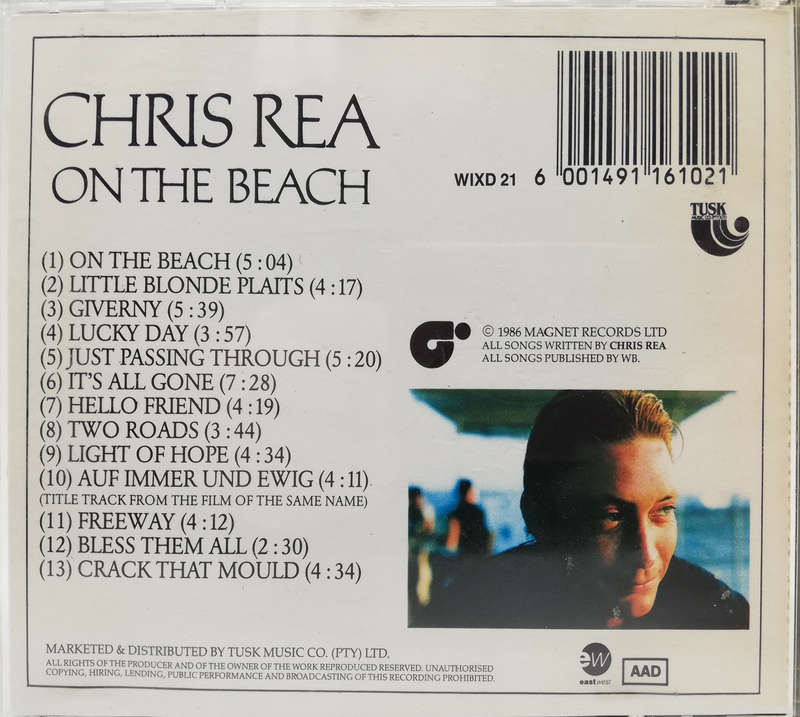 CHRIS REA
ON THE BEACH
WIXD 21 6 001491 161021
TUSK
(1) ON THE BEACH (5:04)
(2) LITTLE BLONDE PLAITS (4:17)
(3) GIVERNY (5:39)
(4) LUCKY DAY (3:57)
(5) JUST PASSING THROUGH (5:20)
(6) IT'S ALL GONE (7:28)
(7) HELLO FRIEND (4:19)
(8) TWO ROADS (3:44)
(9) LIGHT OF HOPE (4:34)
(10) AUF IMMER UND EWIG (4:11)
(TITLE TRACK FROM THE FILM OF THE SAME NAME)
(11) FREEWAY (4:12)
(12) BLESS THEM ALL (2:30)
(13) CRACK THAT MOULD (4:34)
© 1986 MAGNET RECORDS LTD
ALL SONGS WRITTEN BY CHRIS REA
ALL SONGS PUBLISHED BY WB.
MARKETED & DISTRIBUTED BY TUSK MUSIC CO. (PTY) LTD.
ALL RIGHTS OF THE PRODUCER AND OF THE OWNER OF THE WORK REPRODUCED RESERVED. UNAUTHORISED
COPYING, HIRING, LENDING, PUBLIC PERFORMANCE AND BROADCASTING OF THIS RECORDING PROHIBITED.
ew
eastwest
AAD